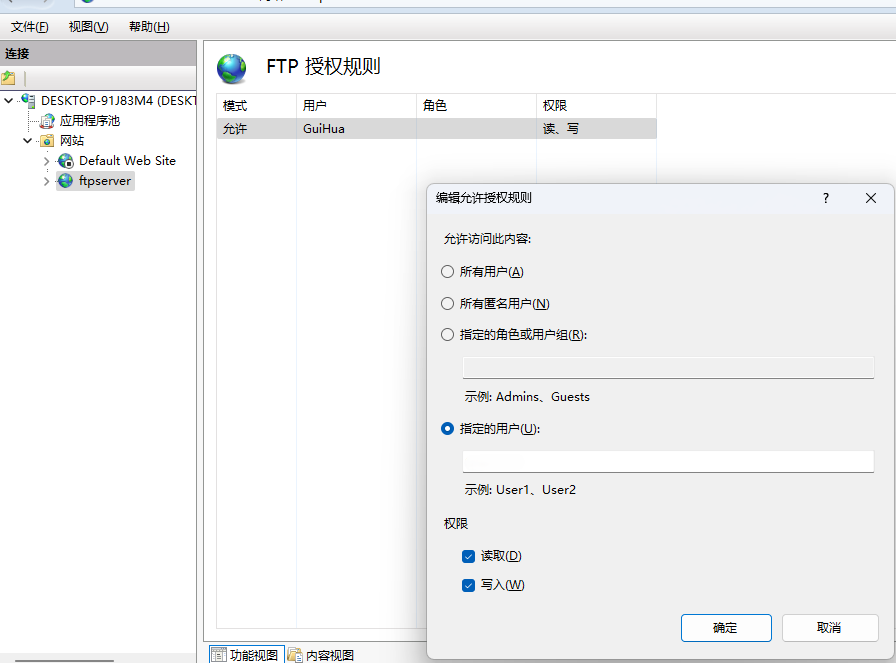 文件(F) 视图(V) 帮助(H)
连接
DESKTOP-91J83M4 (DESKT
应用程序池
网站
Default Web Site
ftpserver
FTP 授权规则
模式 用户 角色 权限
允许 GuiHua 读、写
编辑允许授权规则 ?
允许访问此内容:
所有用户(A)
所有匿名用户(N)
指定的角色或用户组(R):
示例: Admins、Guests
指定的用户(U):
示例: User1、User2
权限
读取(D)
写入(W)
确定 取消
功能视图 内容视图